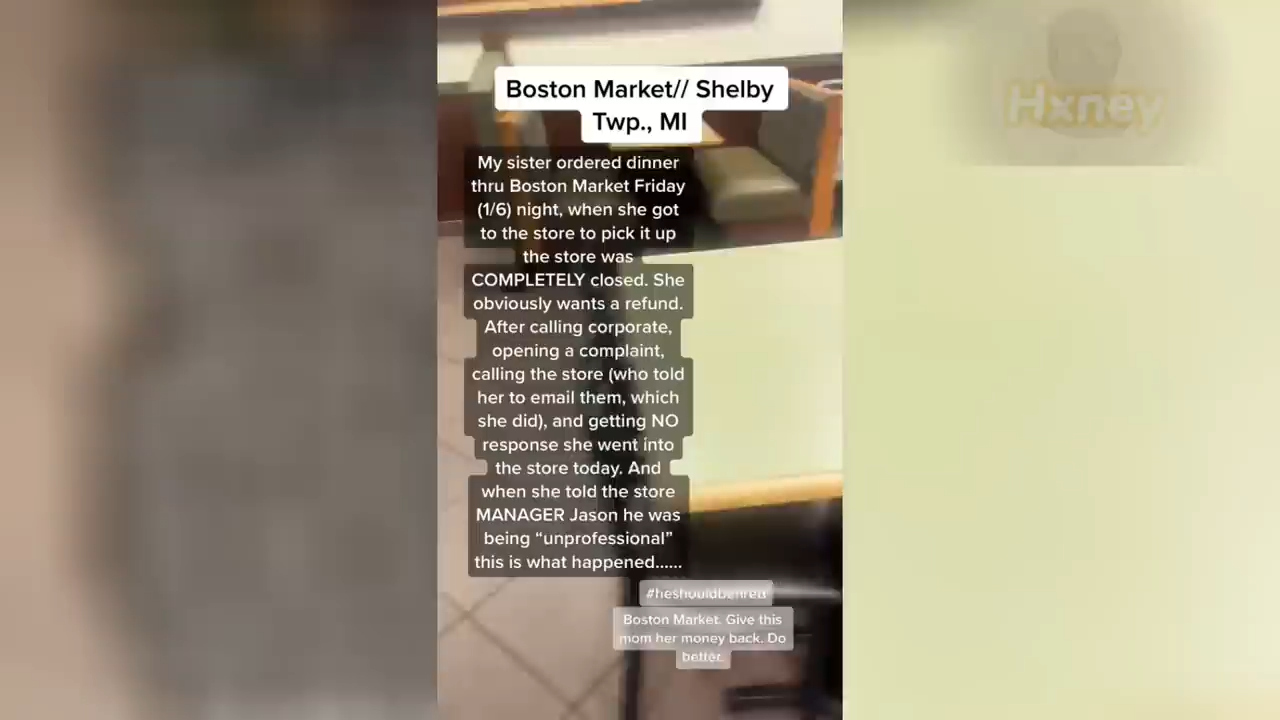 Hxney
Boston Market// Shelby
Twp., MI
My sister ordered dinner
thru Boston Market Friday
(1/6) night, when she got
to the store to pick it up
the store was
COMPLETELY closed. She
obviously wants a refund.
After calling corporate,
opening a complaint,
calling the store (who told
her to email them, which
she did), and getting NO
response she went into
the store today. And
when she told the store
MANAGER Jason he was
being “unprofessional”
this is what happened......
#heshouldbefired
Boston Market. Give this
mom her money back. Do
better.